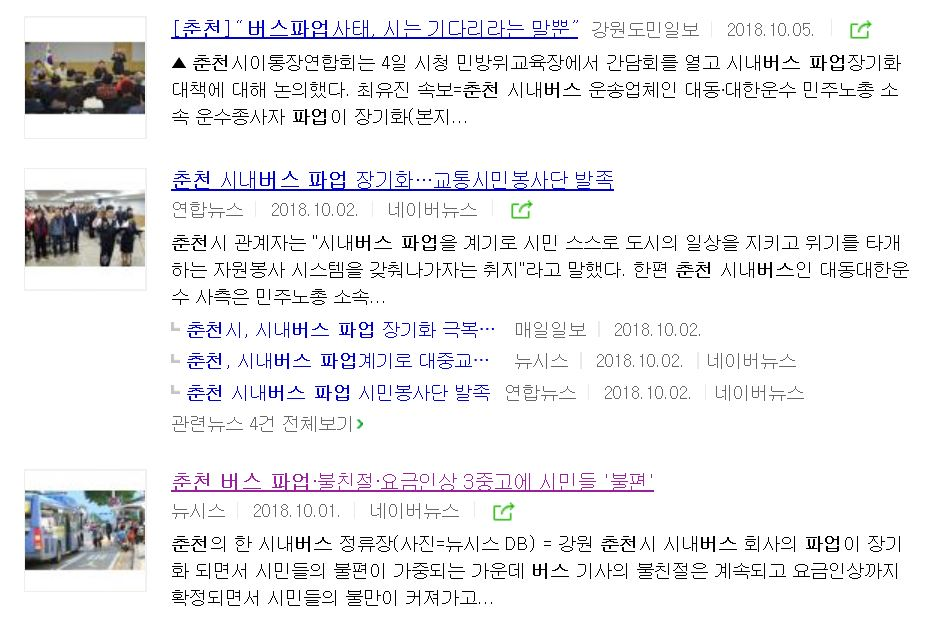 [춘천] “버스파업사태, 시는 기다리라는 말뿐” 강원도민일보 2018.10.05.
▲ 춘천시이통장연합회는 4일 시청 민방위교육장에서 간담회를 열고 시내버스 파업장기화
대책에 대해 논의했다. 최유진 속보=춘천 시내버스 운송업체인 대동·대한운수 민주노총 소
속 운수종사자 파업이 장기화(본지...
춘천 시내버스 파업 장기화…교통시민봉사단 발족
연합뉴스 2018.10.02. 네이버뉴스
춘천시 관계자는 "시내버스 파업을 계기로 시민 스스로 도시의 일상을 지키고 위기를 타개
하는 자원봉사 시스템을 갖춰나가자는 취지"라고 말했다. 한편 춘천 시내버스인 대동대한운
수 사측은 민주노총 소속...
춘천시, 시내버스 파업 장기화 극복… 매일일보 2018.10.02.
춘천, 시내버스 파업계기로 대중교… 뉴시스 2018.10.02. 네이버뉴스
춘천 시내버스 파업 시민봉사단 발족 연합뉴스 2018.10.02. 네이버뉴스
관련뉴스 4건 전체보기
춘천 버스 파업·불친절·요금인상 3중고에 시민들 '불편'
뉴시스 2018.10.01. 네이버뉴스
춘천의 한 시내버스 정류장(사진=뉴시스 DB) = 강원 춘천시 시내버스 회사의 파업이 장기
화 되면서 시민들의 불편이 가중되는 가운데 버스 기사의 불친절은 계속되고 요금인상까지
확정되면서 시민들의 불만이 커져가고...